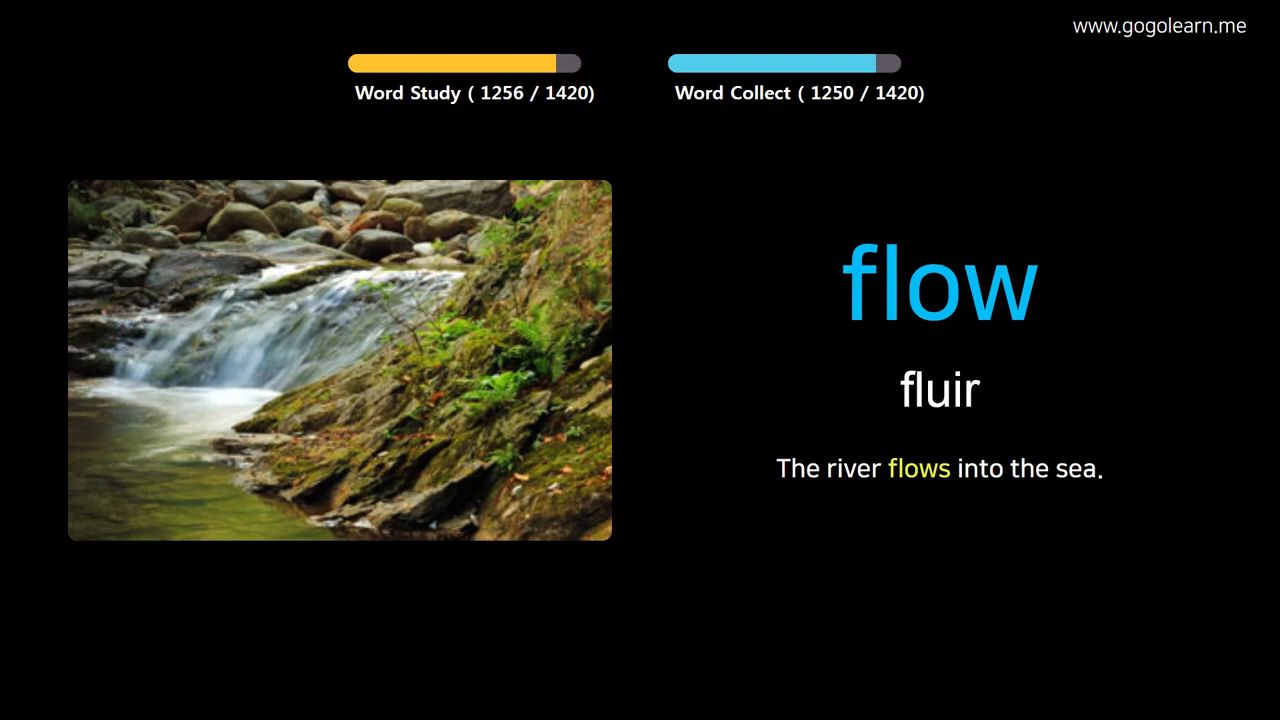 www.gogolearn.me
Word Study ( 1256 / 1420)
Word Collect ( 1250 / 1420)
flow
fluir
The river flows into the sea.